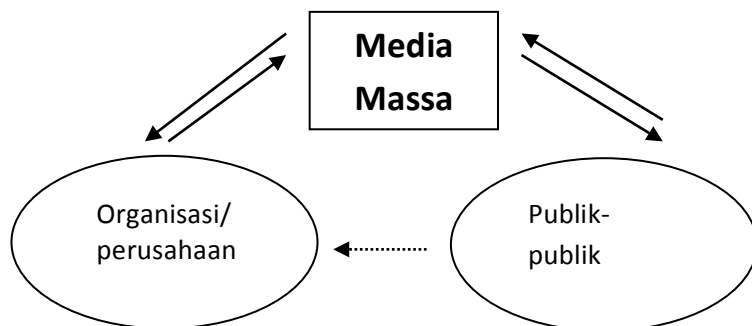 Media
Massa
Organisasi/
perusahaan
Publik-
publik